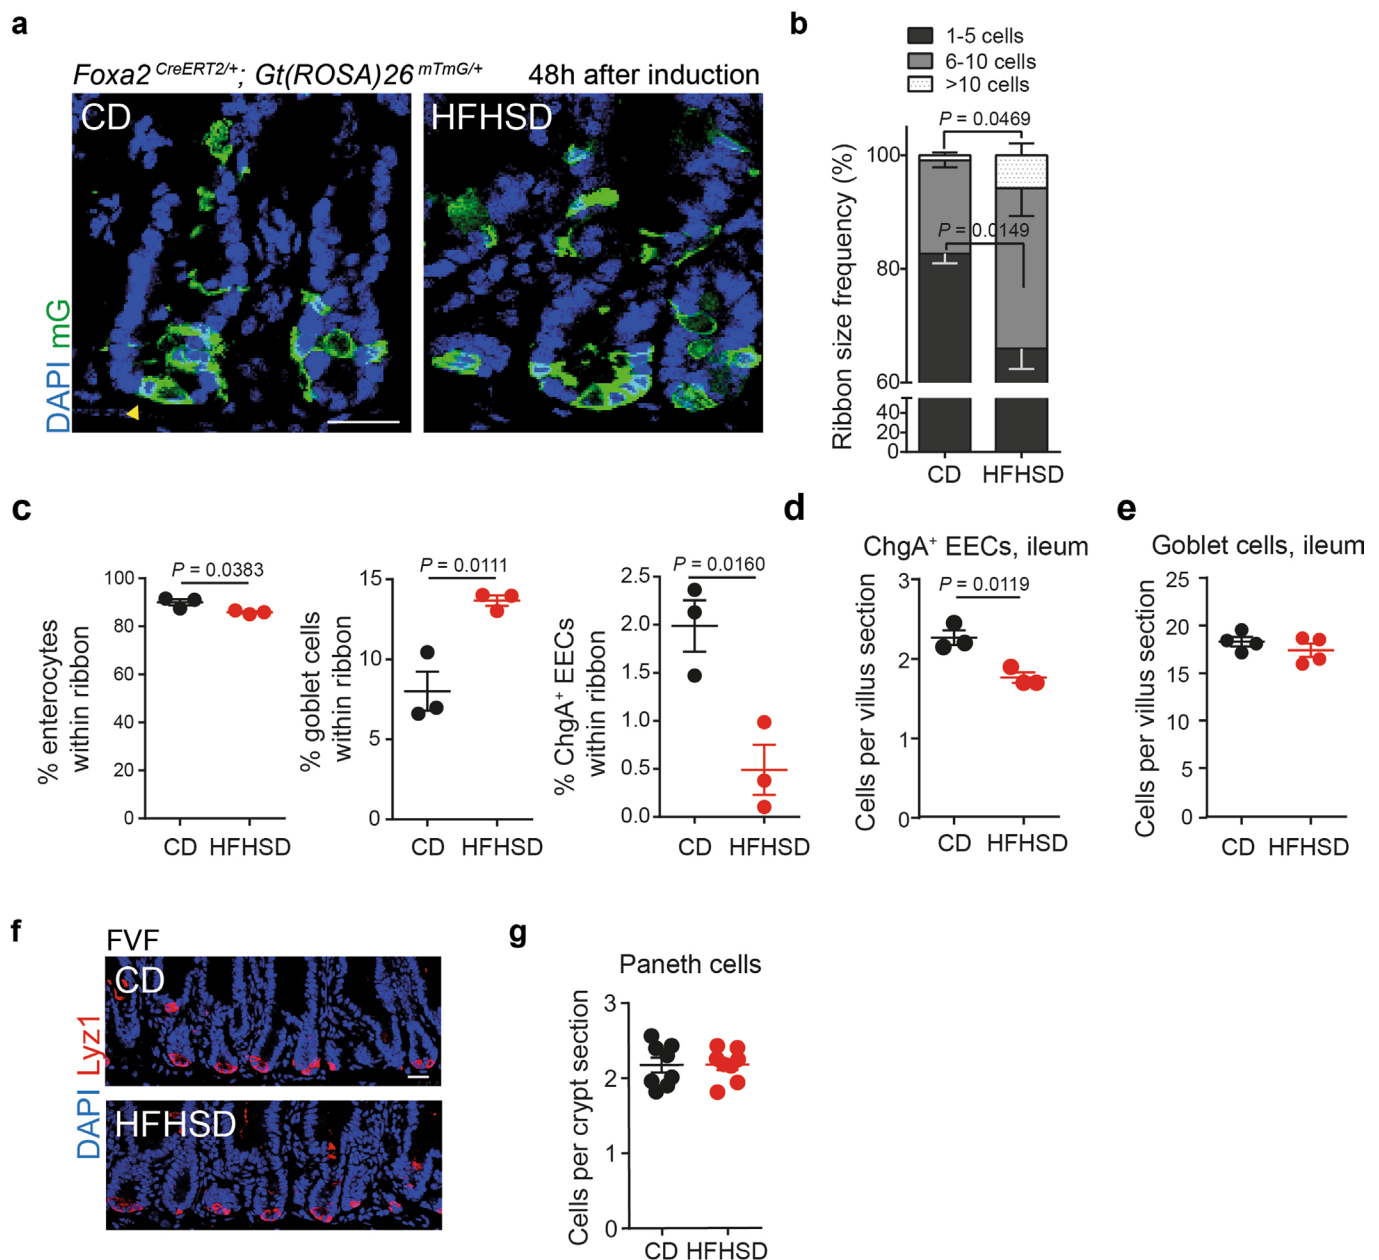 a
Foxa2 CreERT2/+; Gt(ROSA)26 mTmG/+ 48h after induction
CD
HFHSD
DAPI mG
b
1-5 cells
6-10 cells
>10 cells
P = 0.0469
P = 0.0149
Ribbon size frequency (%)
100
80
60
40
20
0
CD HFHSD
c
% enterocytes
within ribbon
100
80
60
40
20
0
P = 0.0383
CD HFHSD
% goblet cells
within ribbon
15
10
5
0
P = 0.0111
CD HFHSD
% ChgA+ EECs
within ribbon
2.5
2.0
1.5
1.0
0.5
0.0
P = 0.0160
CD HFHSD
d
ChgA+ EECs, ileum
P = 0.0119
Cells per villus section
3
2
1
0
CD HFHSD
e
Goblet cells, ileum
Cells per villus section
25
20
15
10
5
0
CD HFHSD
f
FVF
CD
HFHSD
DAPI Lyz1
g
Paneth cells
Cells per crypt section
3
2
1
0
CD HFHSD